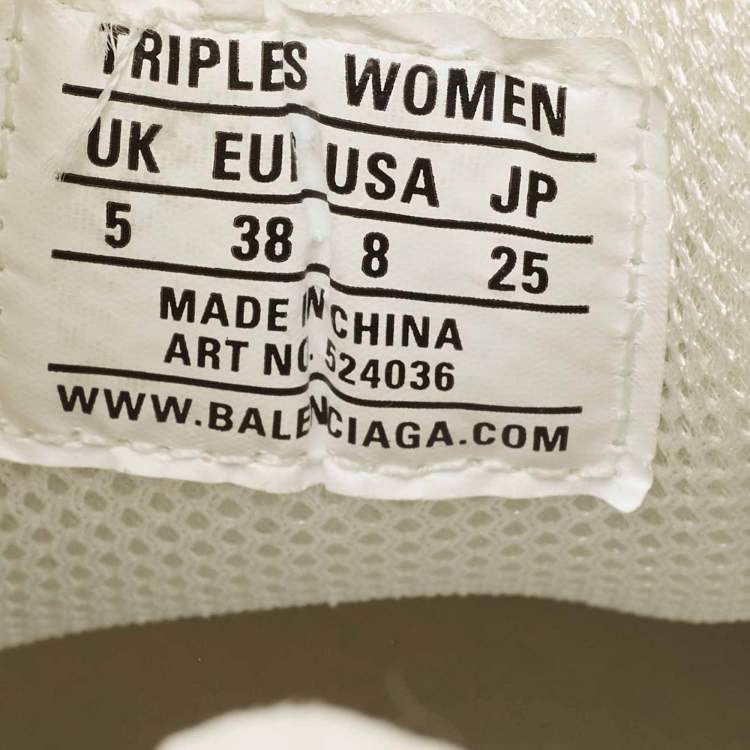 TRIPLES WOMEN
UK EUR USA JP
5 38 8 25
MADE IN CHINA
ART NO. 524036
WWW.BALENCIAGA.COM